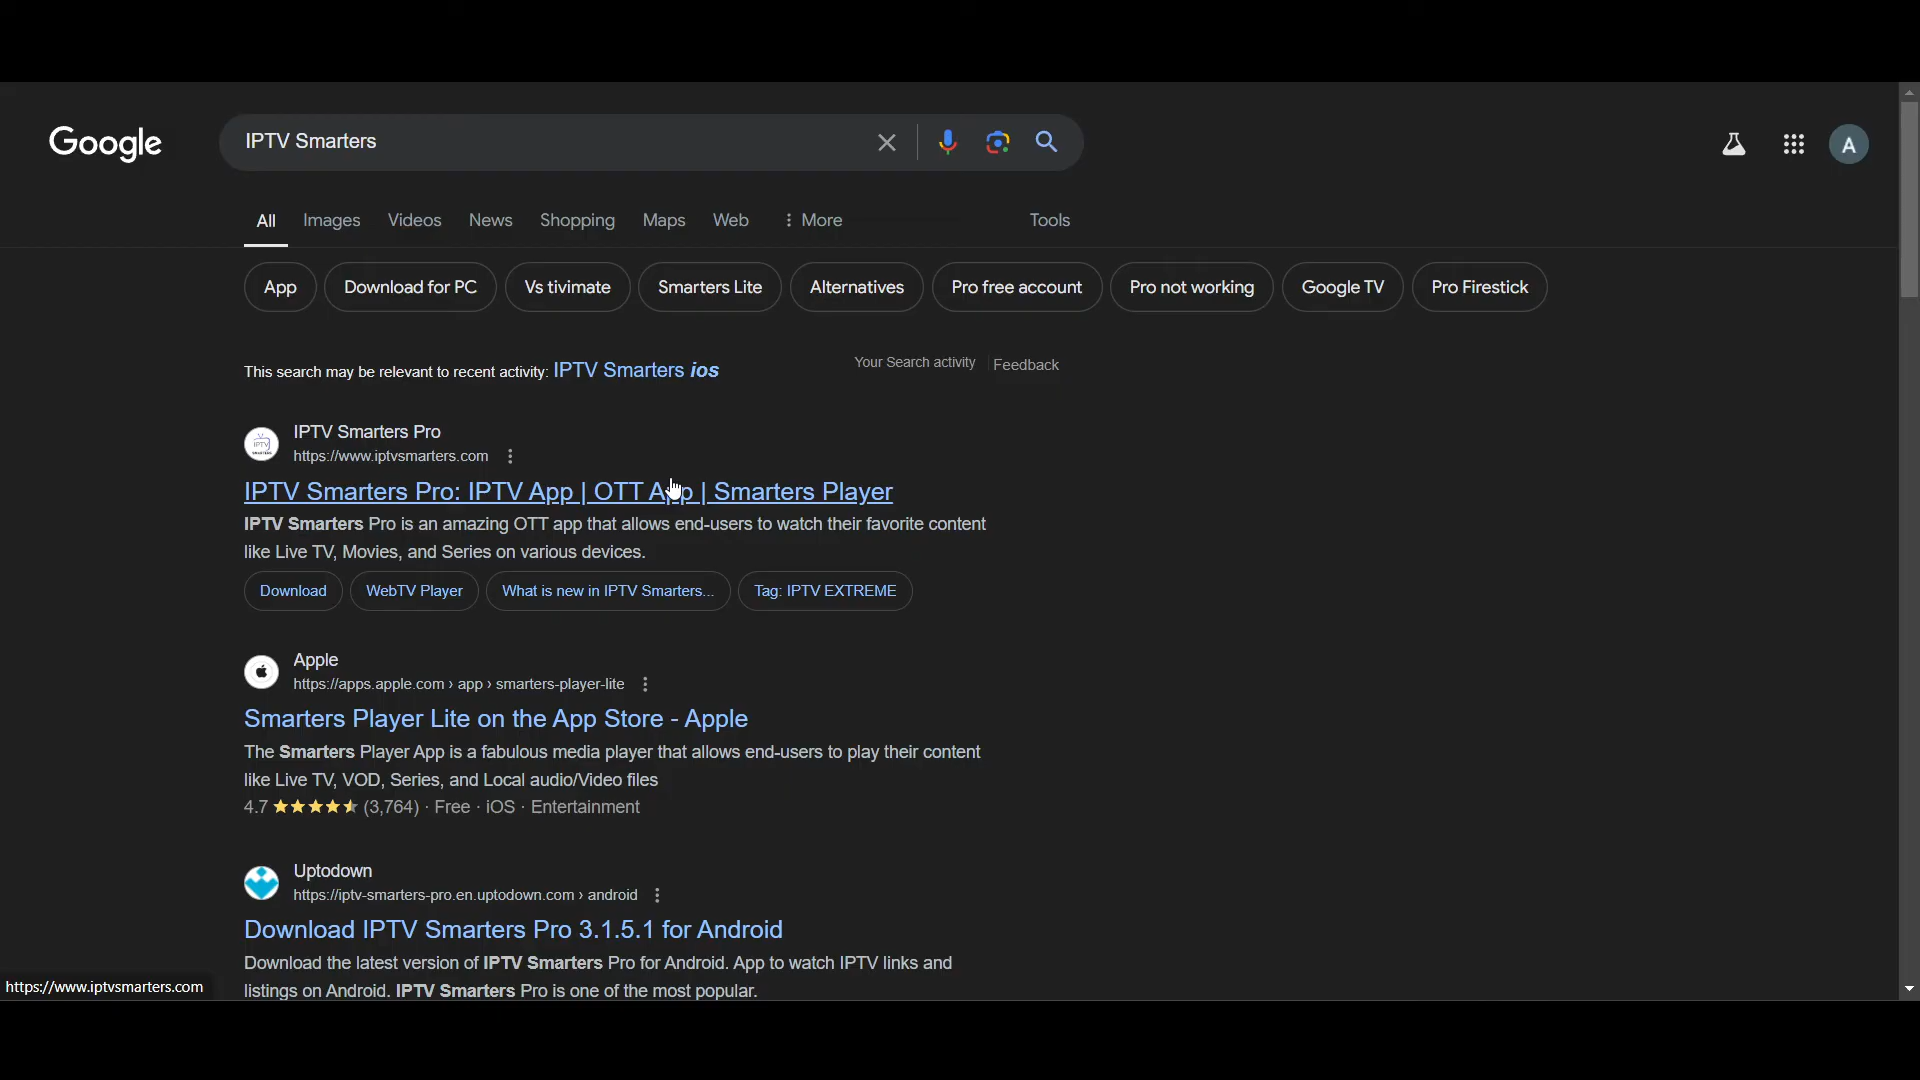 Google
IPTV Smarters
A
All Images Videos News Shopping Maps Web More Tools
App Download for PC Vs tivimate Smarters Lite Alternatives Pro free account Pro not working Google TV Pro Firestick
This search may be relevant to recent activity: IPTV Smarters ios Your Search activity Feedback
IPTV Smarters Pro
https://www.iptvsmarters.com
IPTV Smarters Pro: IPTV App | OTT App | Smarters Player
IPTV Smarters Pro is an amazing OTT app that allows end-users to watch their favorite content
like Live TV, Movies, and Series on various devices.
Download WebTV Player What is new in IPTV Smarters... Tag: IPTV EXTREME
Apple
https://apps.apple.com › app › smarters-player-lite
Smarters Player Lite on the App Store - Apple
The Smarters Player App is a fabulous media player that allows end-users to play their content
like Live TV, VOD, Series, and Local audio/Video files
4.7 (3,764) · Free · iOS · Entertainment
Uptodown
https://iptv-smarters-pro.en.uptodown.com › android
Download IPTV Smarters Pro 3.1.5.1 for Android
Download the latest version of IPTV Smarters Pro for Android. App to watch IPTV links and
listings on Android. IPTV Smarters Pro is one of the most popular.
https://www.iptvsmarters.com